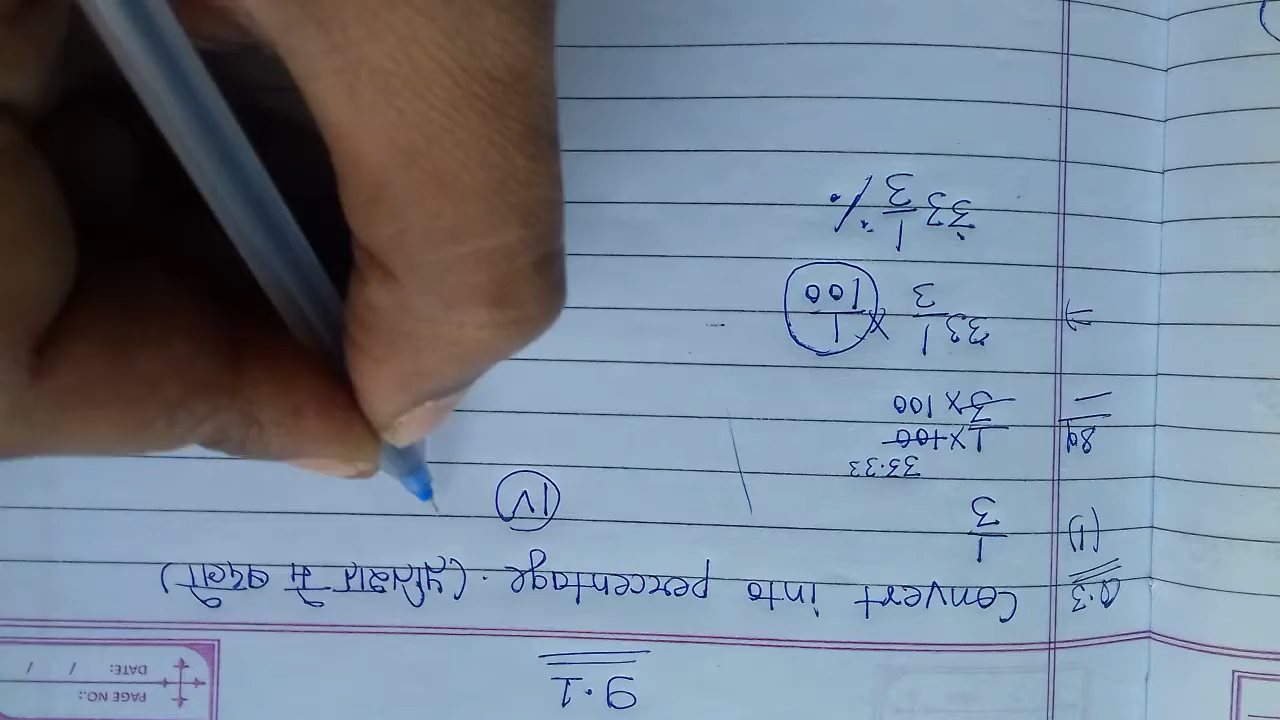 PAGE NO.:
DATE: / /
9.1
Q.3 Convert into percentage. (प्रतिशत में बदलो)
(1) 1/3
(iv)
33.33
sol 1×100
3×100
⇒ 33 1/3 × 1/100
33 1/3 %